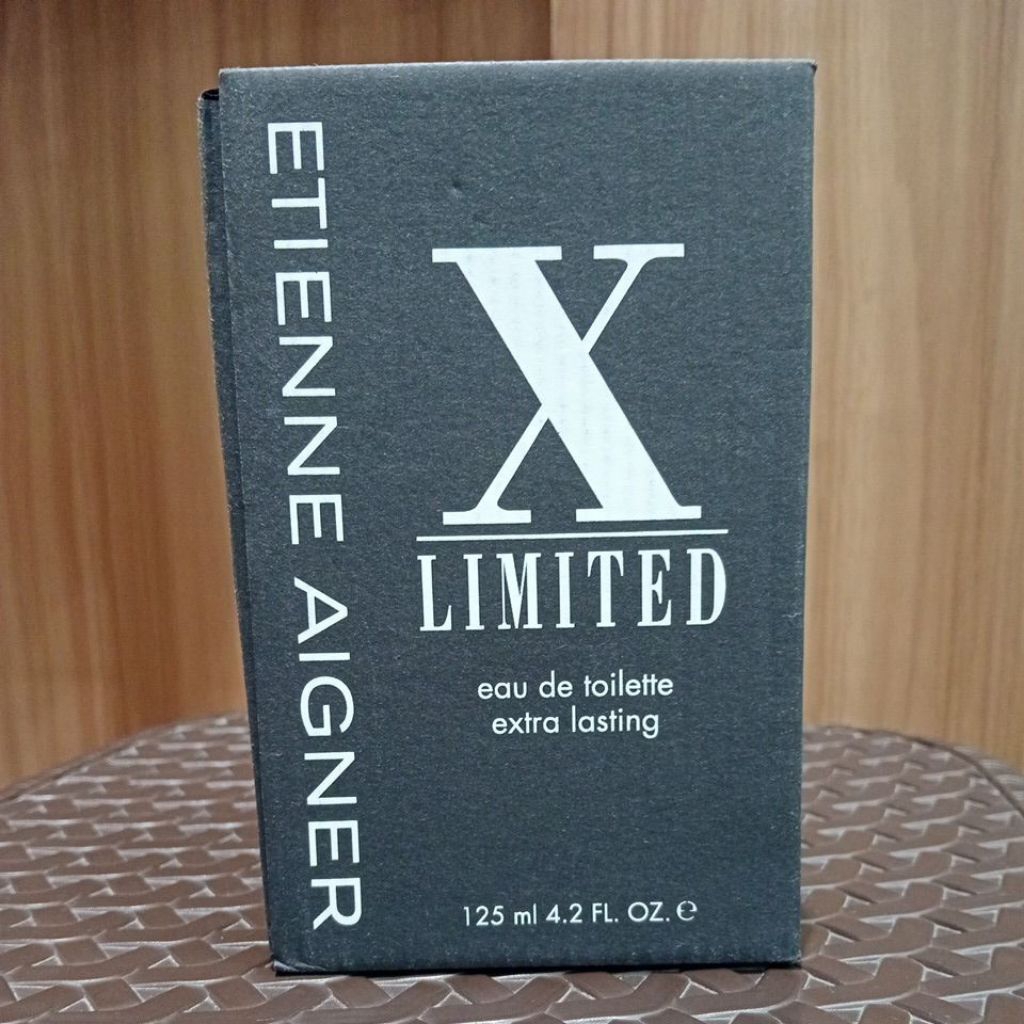 ETIENNE AIGNER
X
LIMITED
eau de toilette
extra lasting
125 ml 4.2 FL. OZ. ℮